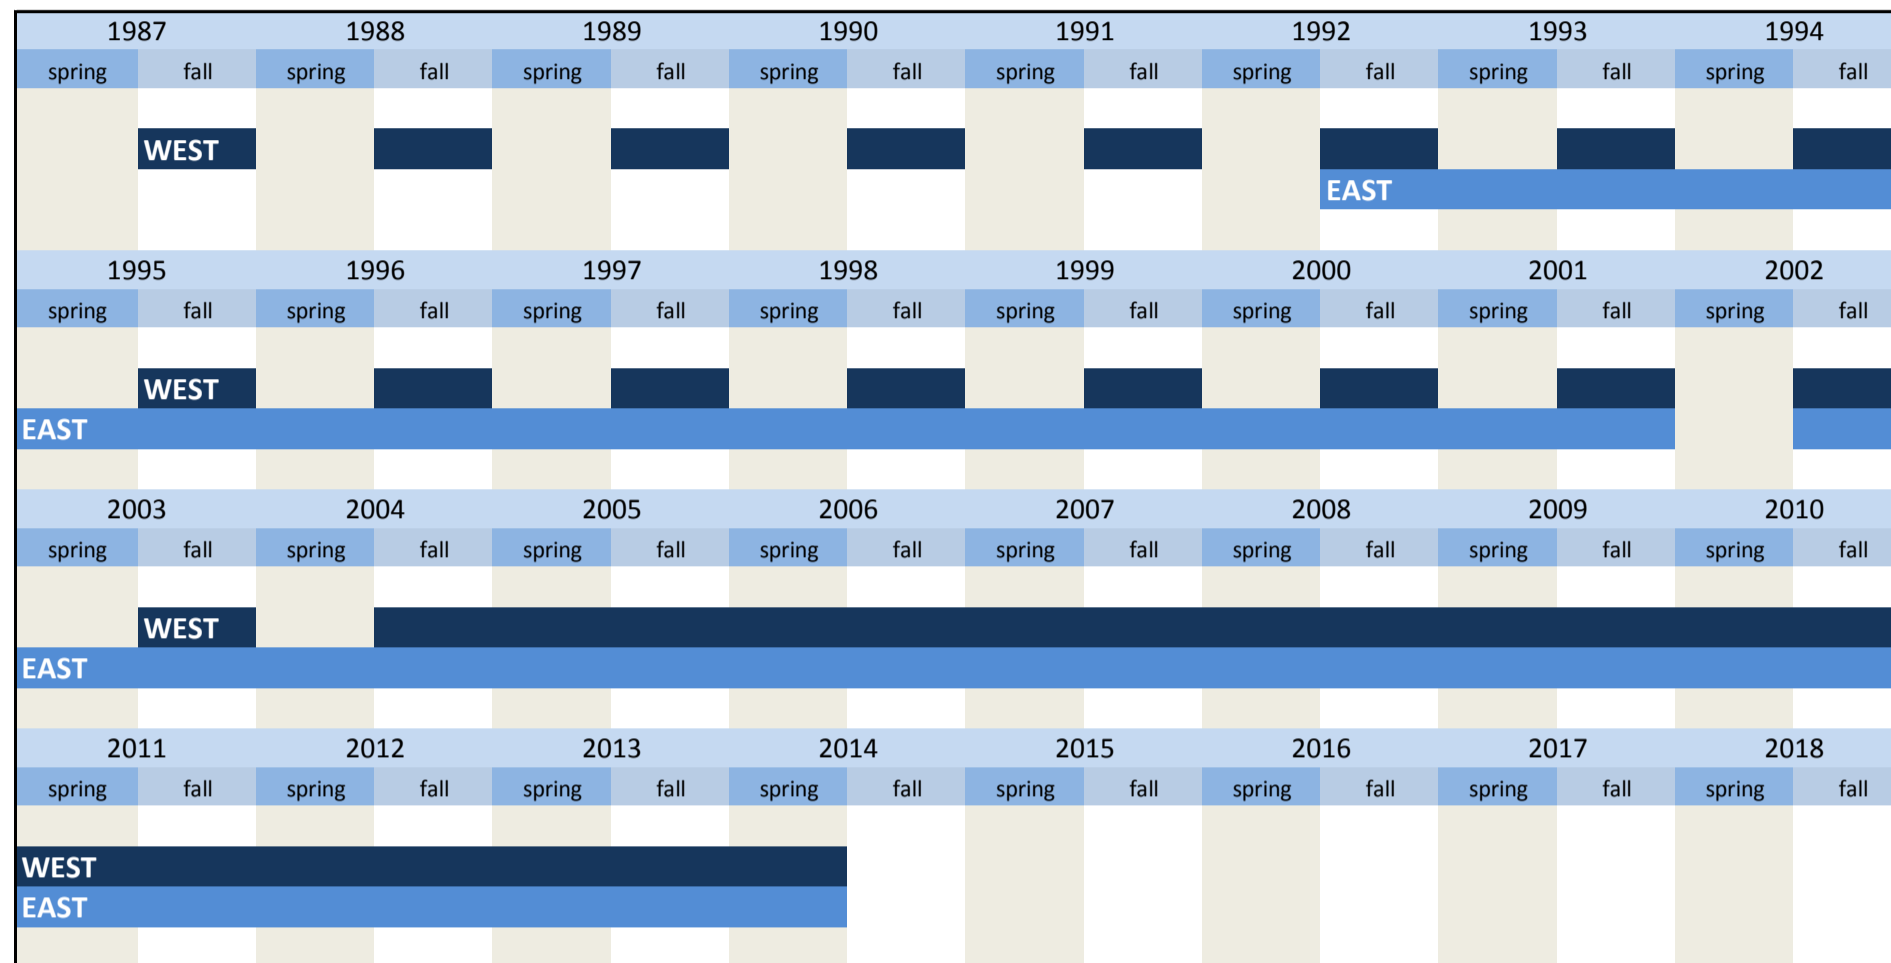 1987 1988 1989 1990 1991 1992 1993 1994
spring fall spring fall spring fall spring fall spring fall spring fall spring fall spring fall
WEST
EAST
1995 1996 1997 1998 1999 2000 2001 2002
spring fall spring fall spring fall spring fall spring fall spring fall spring fall spring fall
WEST
EAST
2003 2004 2005 2006 2007 2008 2009 2010
spring fall spring fall spring fall spring fall spring fall spring fall spring fall spring fall
WEST
EAST
2011 2012 2013 2014 2015 2016 2017 2018
spring fall spring fall spring fall spring fall spring fall spring fall spring fall spring fall
WEST
EAST